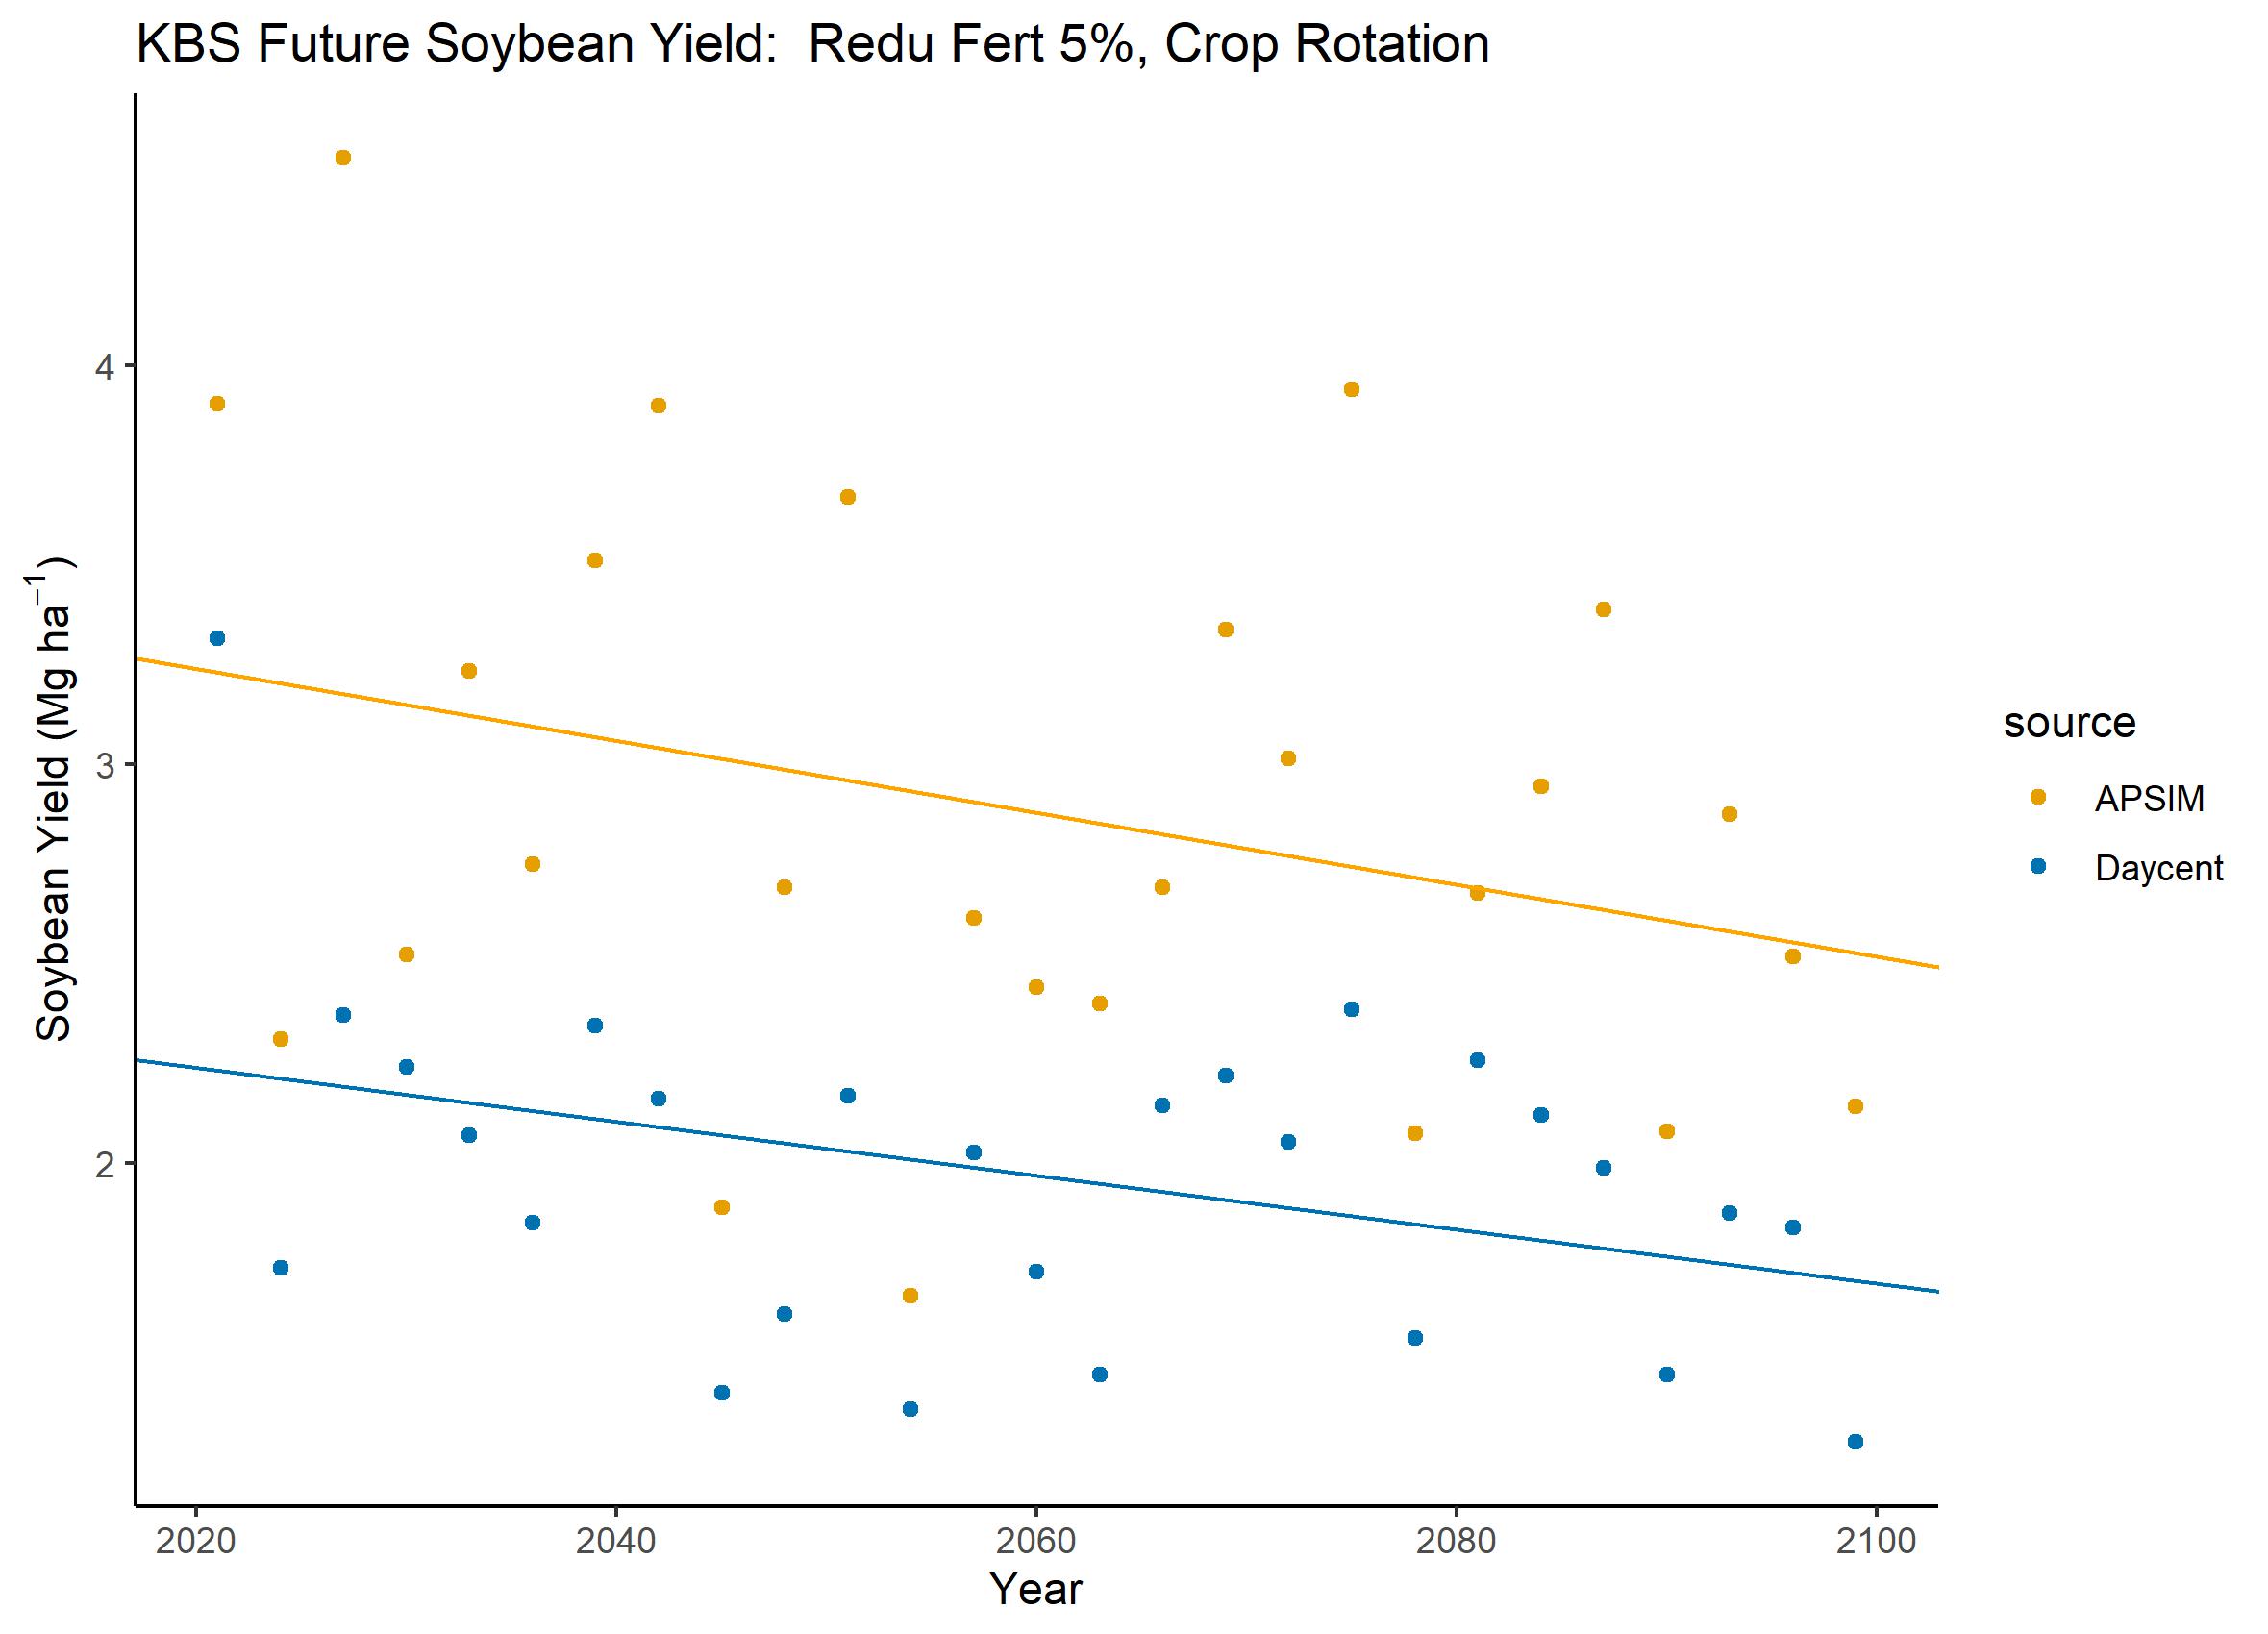 KBS Future Soybean Yield:  Redu Fert 5%, Crop Rotation
Soybean Yield (Mg ha⁻¹)
4
3
2
2020
2040
2060
2080
2100
Year
source
APSIM
Daycent